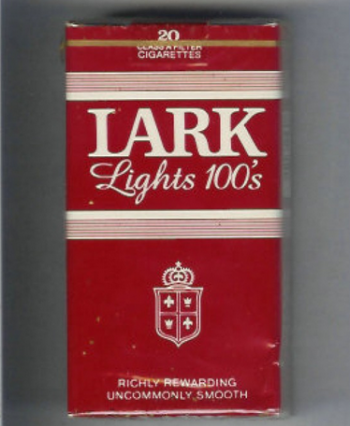 20
CLASS A FILTER
CIGARETTES
LARK
Lights 100's
RICHLY REWARDING
UNCOMMONLY SMOOTH